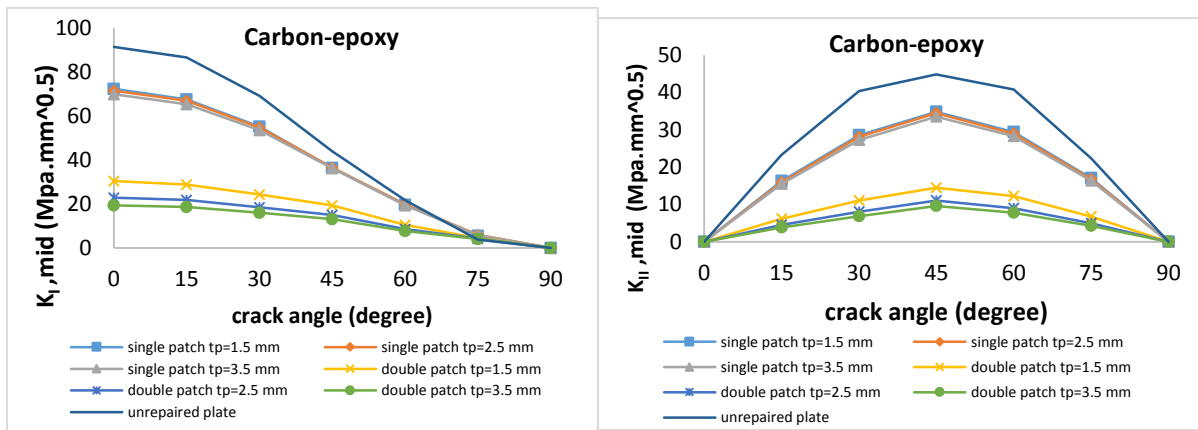 Carbon-epoxy
100
80
60
40
20
0
K_I ,mid (Mpa.mm^0.5)
0 15 30 45 60 75 90
crack angle (degree)
single patch tp=1.5 mm single patch tp=2.5 mm
single patch tp=3.5 mm double patch tp=1.5 mm
double patch tp=2.5 mm double patch tp=3.5 mm
unrepaired plate
Carbon-epoxy
50
40
30
20
10
0
K_II ,mid (Mpa.mm^0.5)
0 15 30 45 60 75 90
crack angle (degree)
single patch tp=1.5 mm single patch tp=2.5 mm
single patch tp=3.5 mm double patch tp=1.5 mm
double patch tp=2.5 mm double patch tp=3.5 mm
unrepaired plate